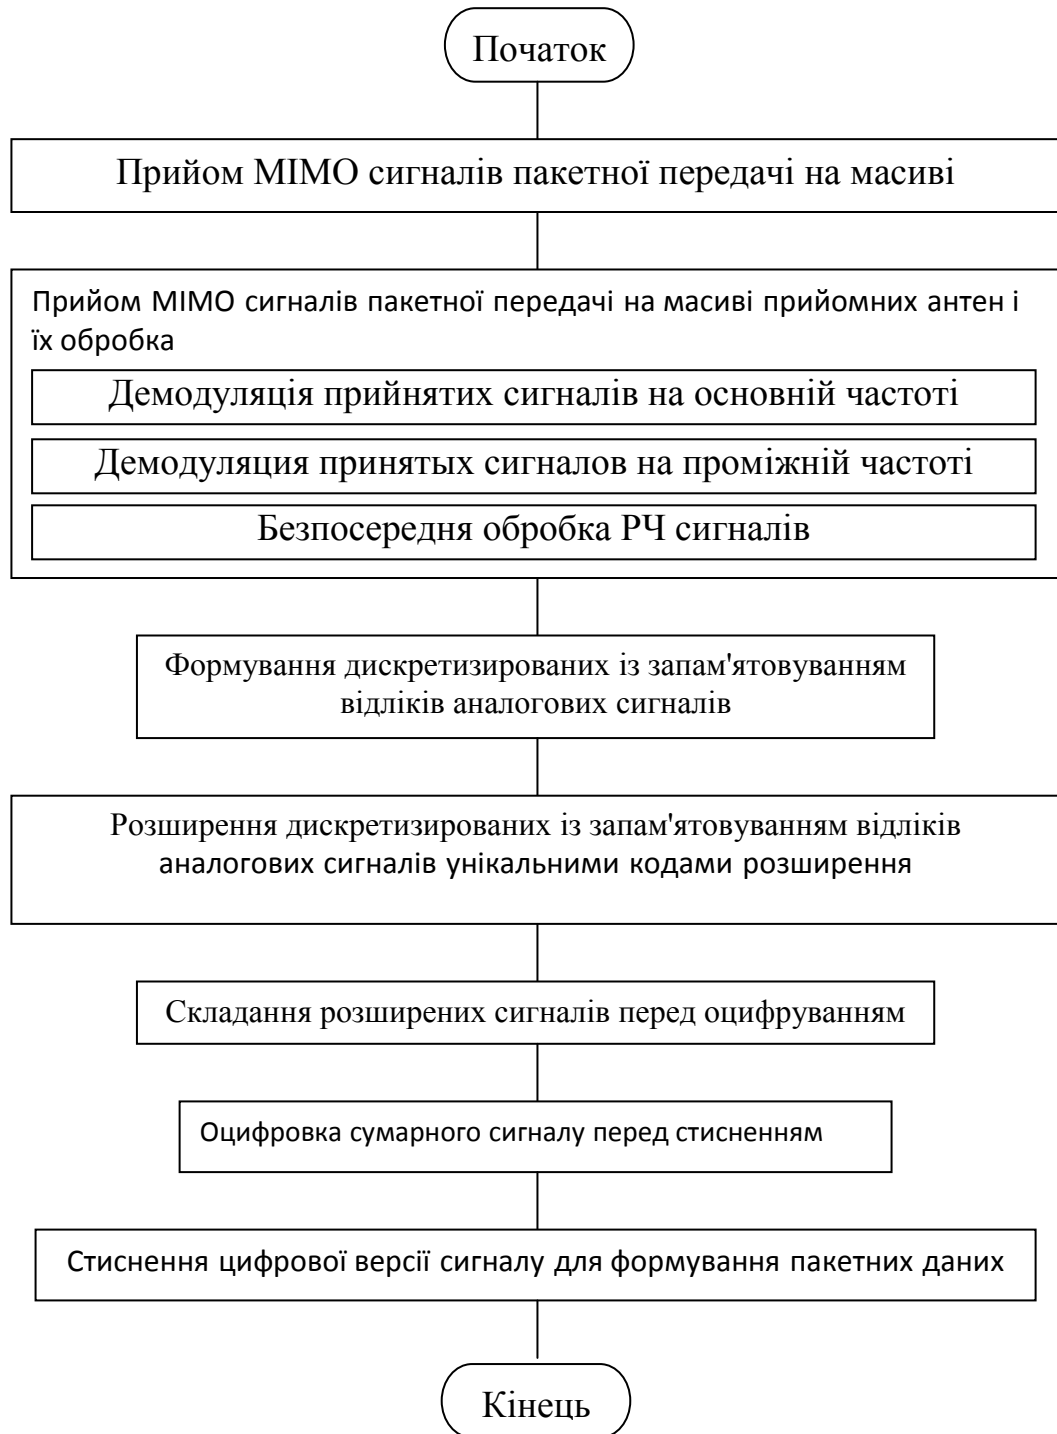 Початок
Прийом MIMO сигналів пакетної передачі на масиві
Прийом MIMO сигналів пакетної передачі на масиві прийомних антен і
їх обробка
Демодуляція прийнятих сигналів на основній частоті
Демодуляция принятых сигналов на проміжній частоті
Безпосередня обробка РЧ сигналів
Формування дискретизированих із запам'ятовуванням
відліків аналогових сигналів
Розширення дискретизированих із запам'ятовуванням відліків
аналогових сигналів унікальними кодами розширення
Складання розширених сигналів перед оцифруванням
Оцифровка сумарного сигналу перед стисненням
Стиснення цифрової версії сигналу для формування пакетних даних
Кінець